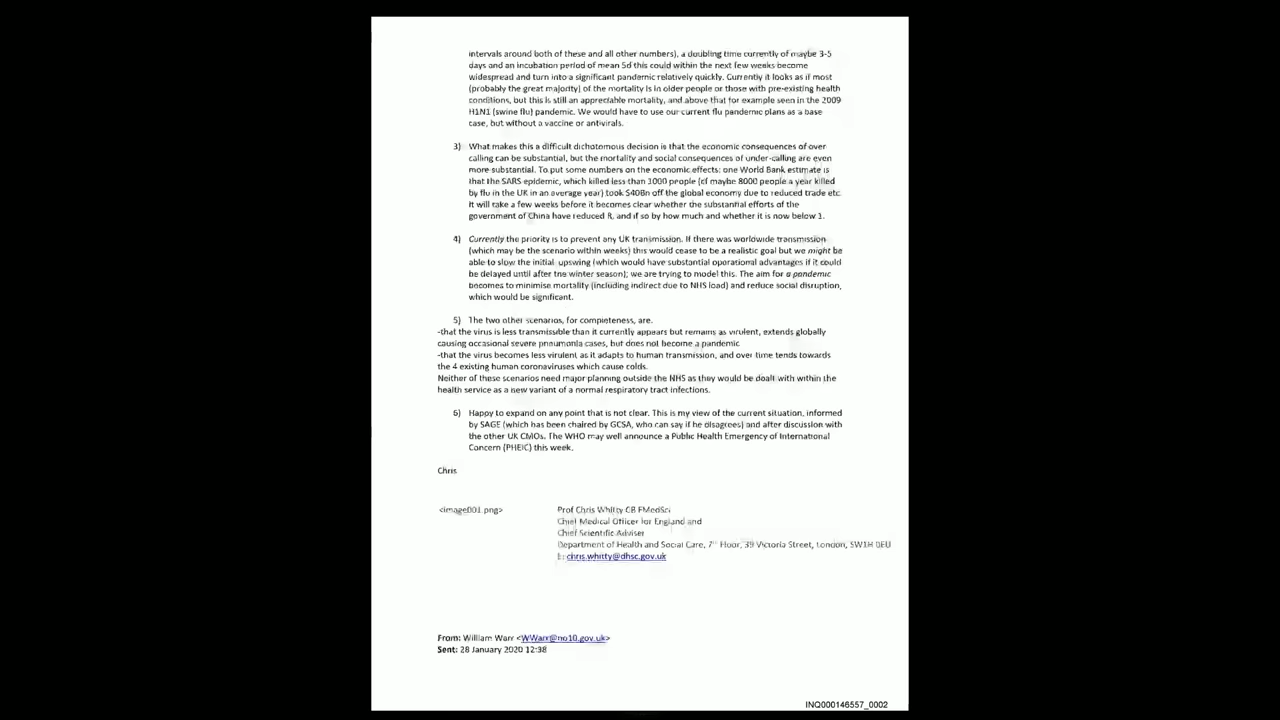 intervals around both of these and all other numbers), a doubling time currently of maybe 3-5
days and an incubation period of mean 5d this could within the next few weeks become
widespread and turn into a significant pandemic relatively quickly. Currently it looks as if most
(probably the great majority) of the mortality is in older people or those with pre-existing health
conditions, but this is still an appreciable mortality, and above that for example seen in the 2009
H1N1 (swine flu) pandemic. We would have to use our current flu pandemic plans as a base
case, but without a vaccine or antivirals.
3) What makes this a difficult dichotomous decision is that the economic consequences of over
calling can be substantial, but the mortality and social consequences of under-calling are even
more substantial. To put some numbers on the economic effects: one World Bank estimate is
that the SARS epidemic, which killed less than 1000 people (cf maybe 8000 people a year killed
by flu in the UK in an average year) took $40Bn off the global economy due to reduced trade etc.
It will take a few weeks before it becomes clear whether the substantial efforts of the
government of China have reduced R, and if so by how much and whether it is now below 1.
4) Currently the priority is to prevent any UK transmission. If there was worldwide transmission
(which may be the scenario within weeks) this would cease to be a realistic goal but we might be
able to slow the initial upswing (which would have substantial operational advantages if it could
be delayed until after the winter season); we are trying to model this. The aim for a pandemic
becomes to minimise mortality (including indirect due to NHS load) and reduce social disruption,
which would be significant.
5) The two other scenarios, for completeness, are.
-that the virus is less transmissible than it currently appears but remains as virulent, extends globally
causing occasional severe pneumonia cases, but does not become a pandemic
-that the virus becomes less virulent as it adapts to human transmission, and over time tends towards
the 4 existing human coronaviruses which cause colds.
Neither of these scenarios need major planning outside the NHS as they would be dealt with within the
health service as a new variant of a normal respiratory tract infections.
6) Happy to expand on any point that is not clear. This is my view of the current situation, informed
by SAGE (which has been chaired by GCSA, who can say if he disagrees) and after discussion with
the other UK CMOs. The WHO may well announce a Public Health Emergency of International
Concern (PHEIC) this week.
Chris
<image001.png>
Prof Chris Whitty CB FMedSci
Chief Medical Officer for England and
Chief Scientific Adviser
Department of Health and Social Care, 7th Floor, 39 Victoria Street, London, SW1H 0EU
E: chris.whitty@dhsc.gov.uk
From: William Warr <WWarr@no10.gov.uk>
Sent: 28 January 2020 12:38
INQ000146557_0002